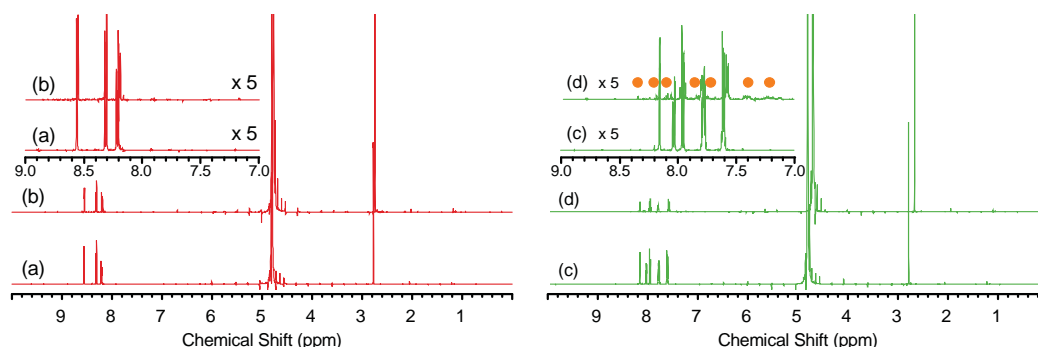 (b) x 5
(a) x 5
9.0 8.5 8.0 7.5 7.0
(b)
(a)
9 8 7 6 5 4 3 2 1
Chemical Shift (ppm)
(d) x 5
(c) x 5
9.0 8.5 8.0 7.5 7.0
(d)
(c)
9 8 7 6 5 4 3 2 1
Chemical Shift (ppm)